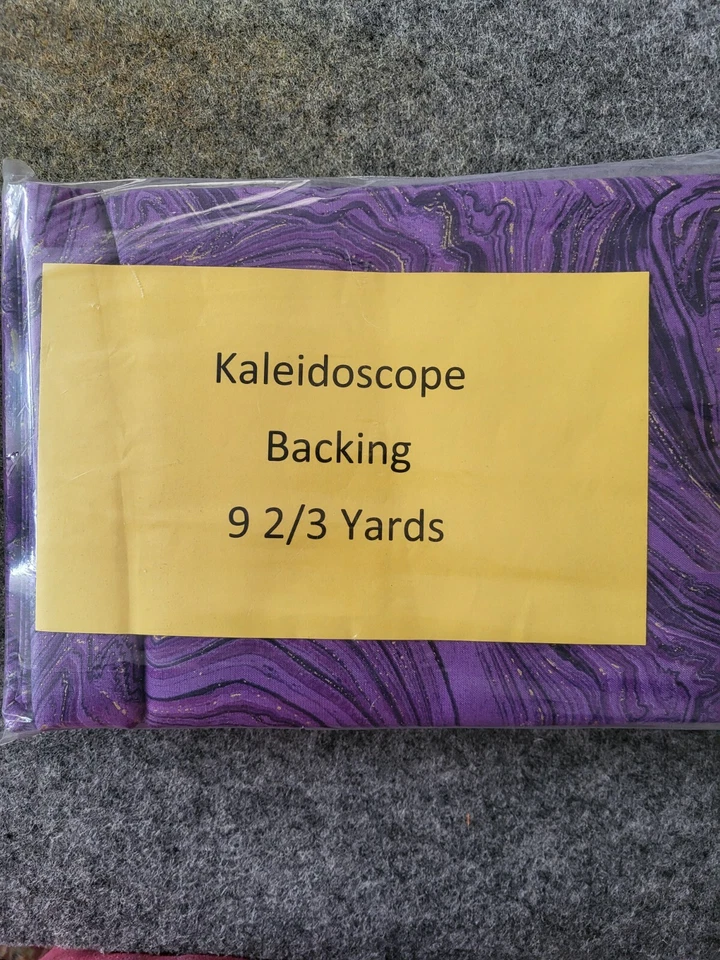 Kaleidoscope
Backing
9 2/3 Yards